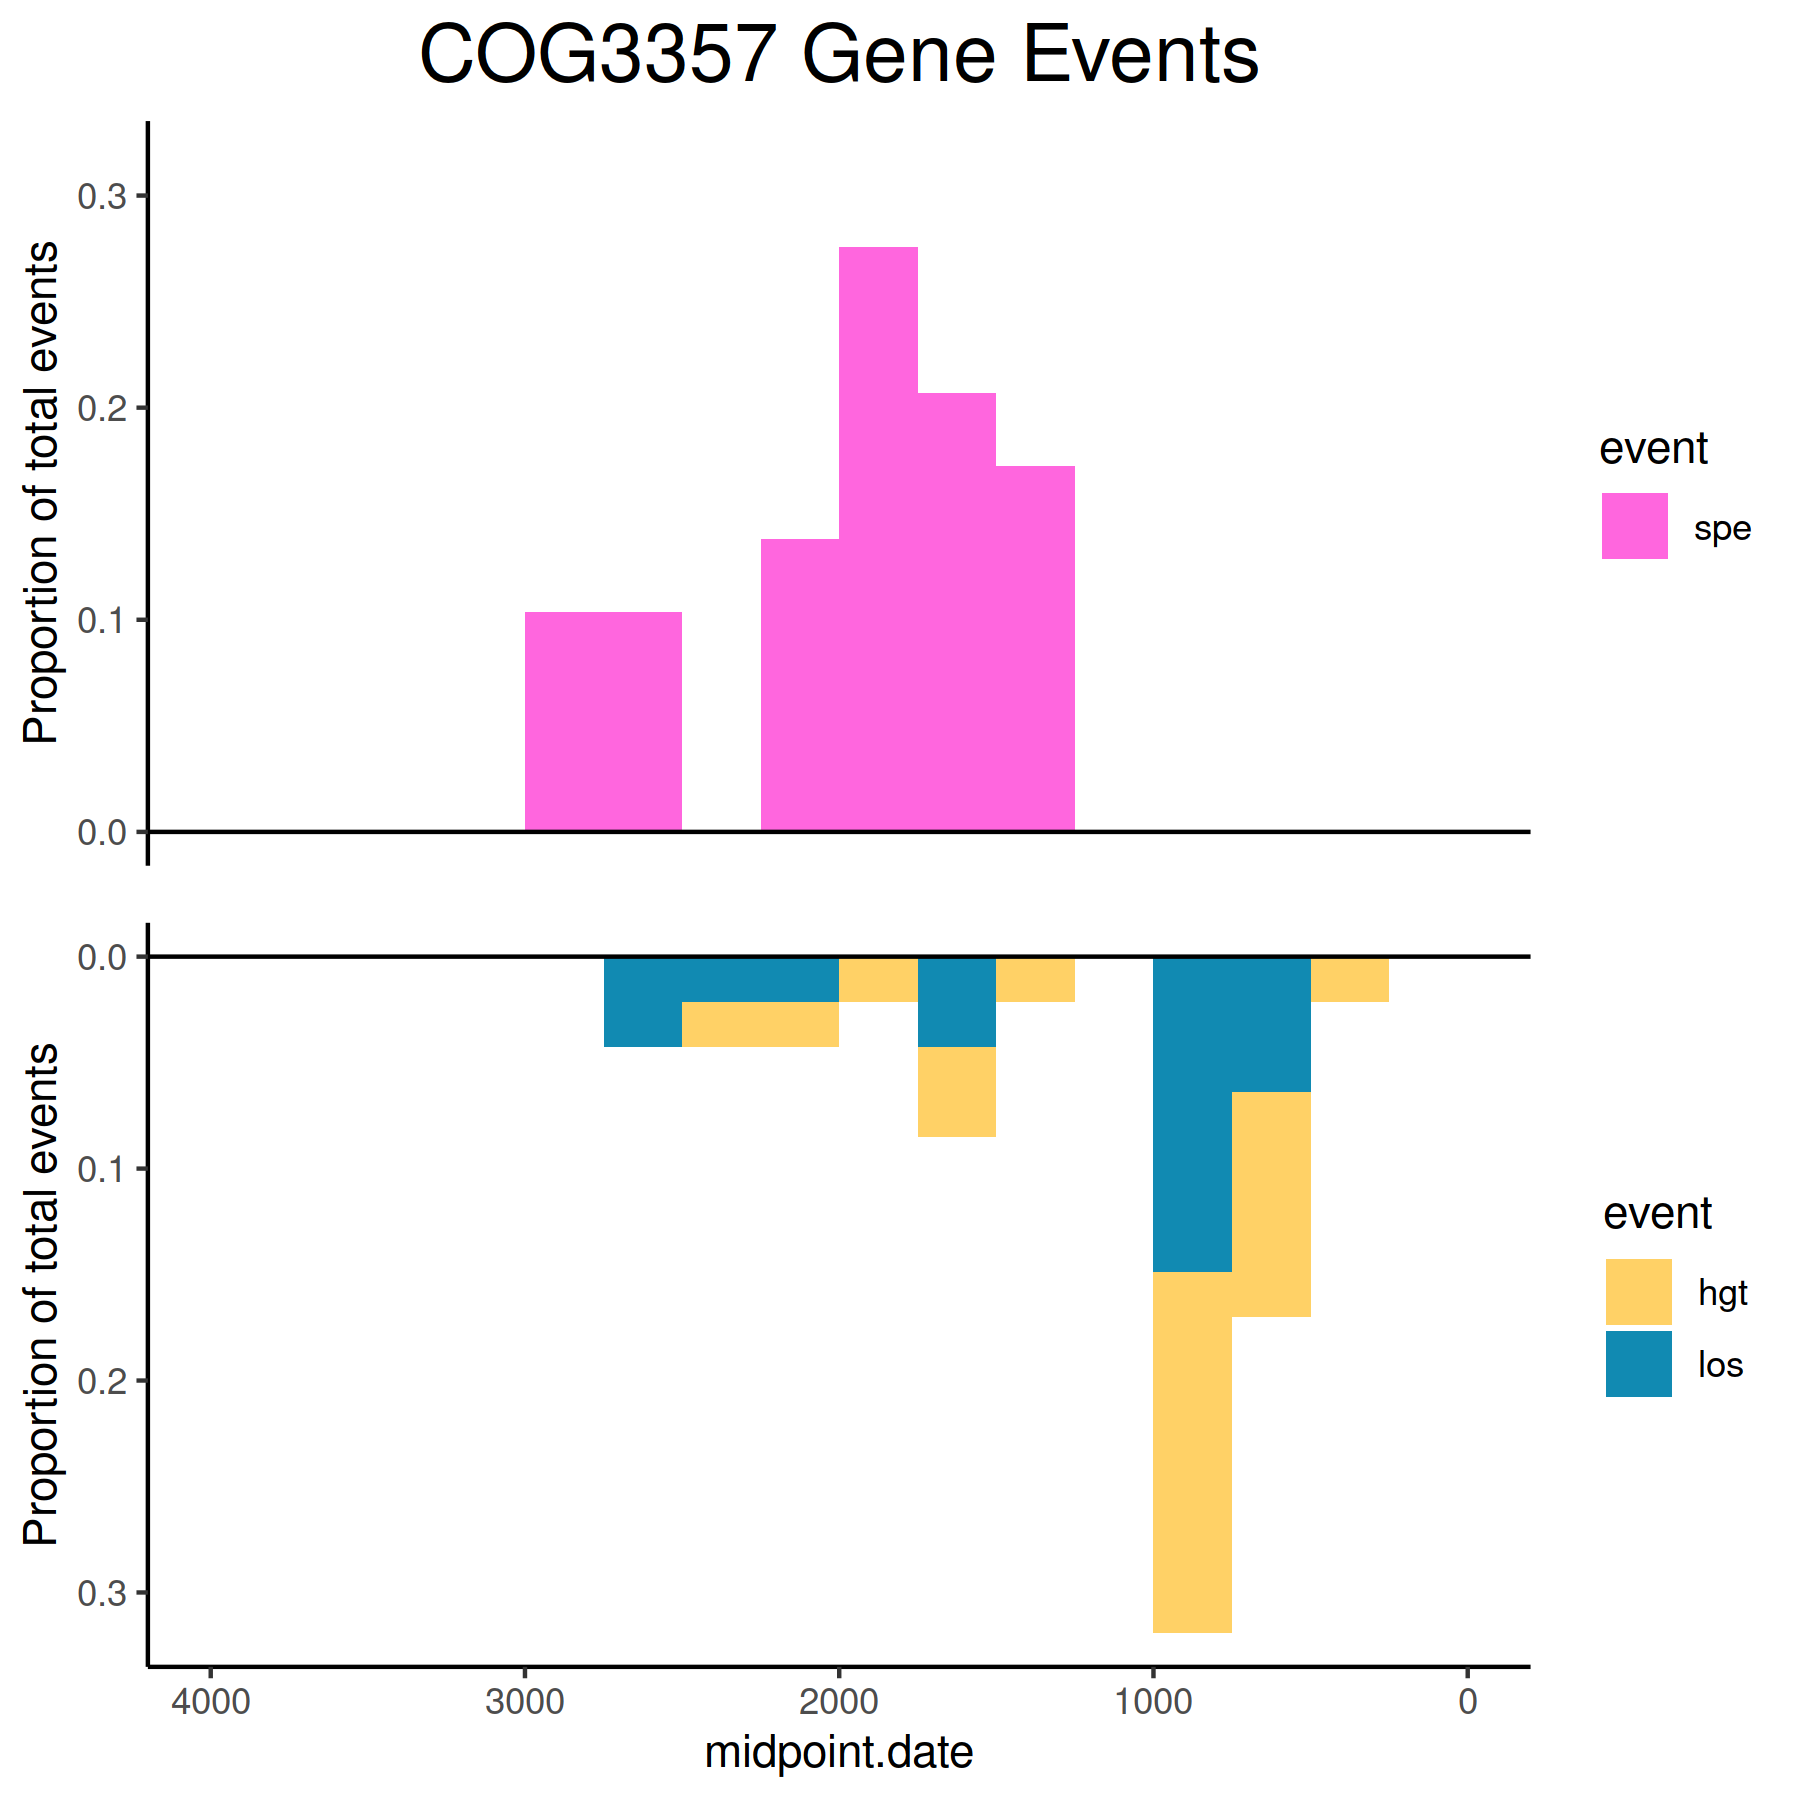 COG3357 Gene Events
Proportion of total events
0.3
0.2
0.1
0.0
event
spe
Proportion of total events
0.0
0.1
0.2
0.3
event
hgt
los
4000 3000 2000 1000 0
midpoint.date